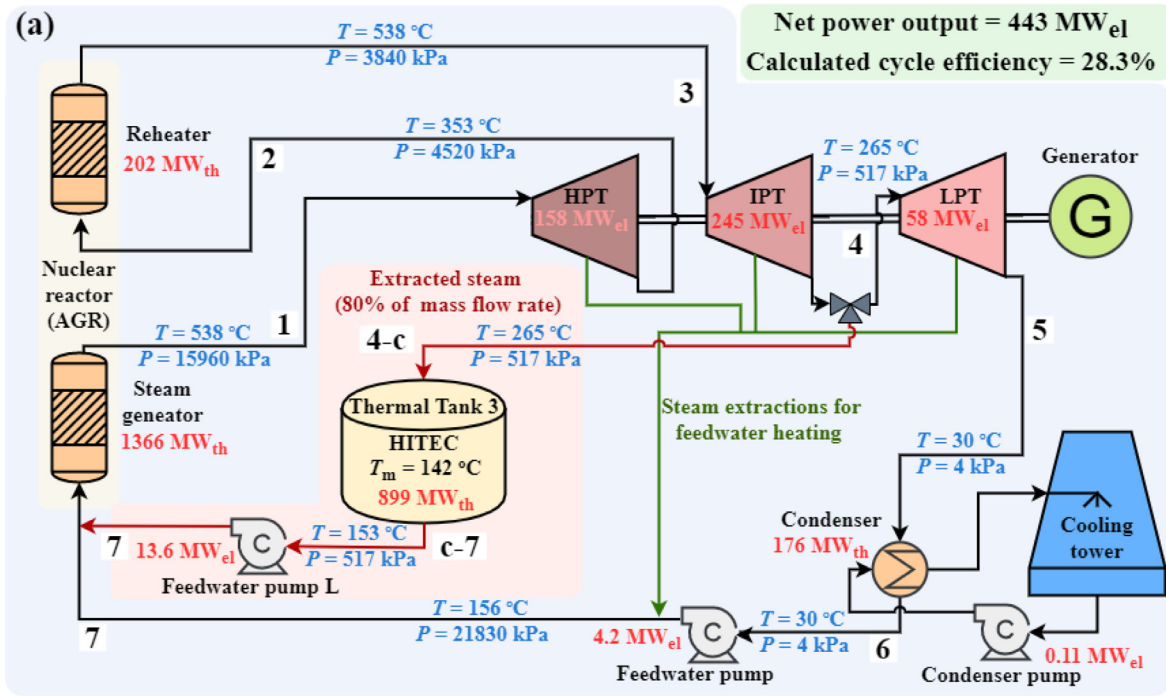 (a)
Net power output = 443 MWel
Calculated cycle efficiency = 28.3%
T = 538 °C
P = 3840 kPa
3
Reheater
202 MWth
2
T = 353 °C
P = 4520 kPa
T = 265 °C
P = 517 kPa
Generator
G
HPT
158 MWel
IPT
245 MWel
LPT
58 MWel
4
Nuclear
reactor
(AGR)
1
T = 538 °C
P = 15960 kPa
Extracted steam
(80% of mass flow rate)
4-c
T = 265 °C
P = 517 kPa
5
Steam
geneator
1366 MWth
Thermal Tank 3
HITEC
Tm = 142 °C
899 MWth
Steam extractions for
feedwater heating
T = 30 °C
P = 4 kPa
Condenser
176 MWth
Cooling
tower
7
13.6 MWel
C
Feedwater pump L
T = 153 °C
P = 517 kPa
c-7
7
T = 156 °C
P = 21830 kPa
4.2 MWel
C
Feedwater pump
T = 30 °C
P = 4 kPa
6
C
Condenser pump
0.11 MWel